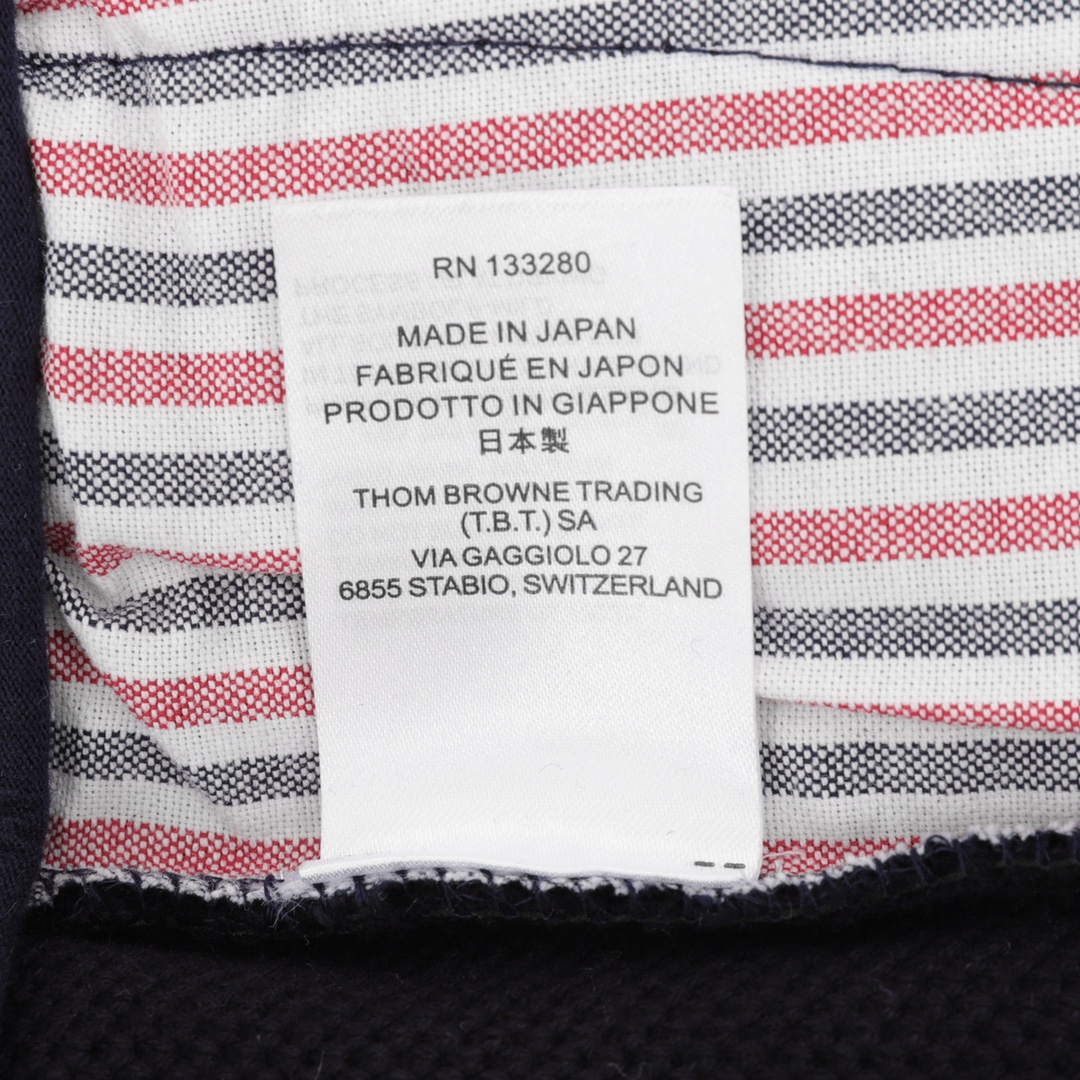 RN 133280
MADE IN JAPAN
FABRIQUÉ EN JAPON
PRODOTTO IN GIAPPONE
日本製
THOM BROWNE TRADING
(T.B.T.) SA
VIA GAGGIOLO 27
6855 STABIO, SWITZERLAND